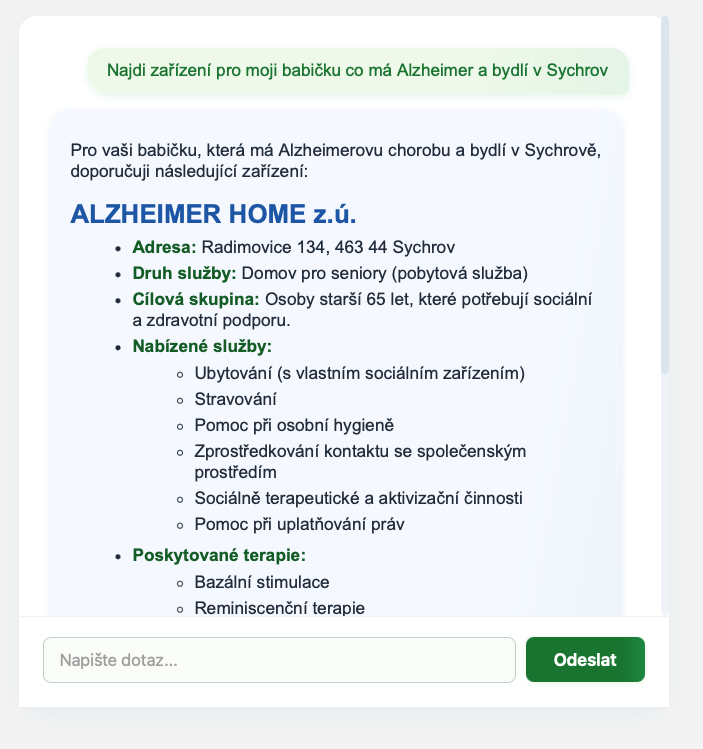 Najdi zařízení pro moji babičku co má Alzheimer a bydlí v Sychrov
Pro vaši babičku, která má Alzheimerovu chorobu a bydlí v Sychrově,
doporučuji následující zařízení:
ALZHEIMER HOME z.ú.
• Adresa: Radimovice 134, 463 44 Sychrov
• Druh služby: Domov pro seniory (pobytová služba)
• Cílová skupina: Osoby starší 65 let, které potřebují sociální
a zdravotní podporu.
• Nabízené služby:
◦ Ubytování (s vlastním sociálním zařízením)
◦ Stravování
◦ Pomoc při osobní hygieně
◦ Zprostředkování kontaktu se společenským
prostředím
◦ Sociálně terapeutické a aktivizační činnosti
◦ Pomoc při uplatňování práv
• Poskytované terapie:
◦ Bazální stimulace
◦ Reminiscenční terapie
Napište dotaz...
Odeslat